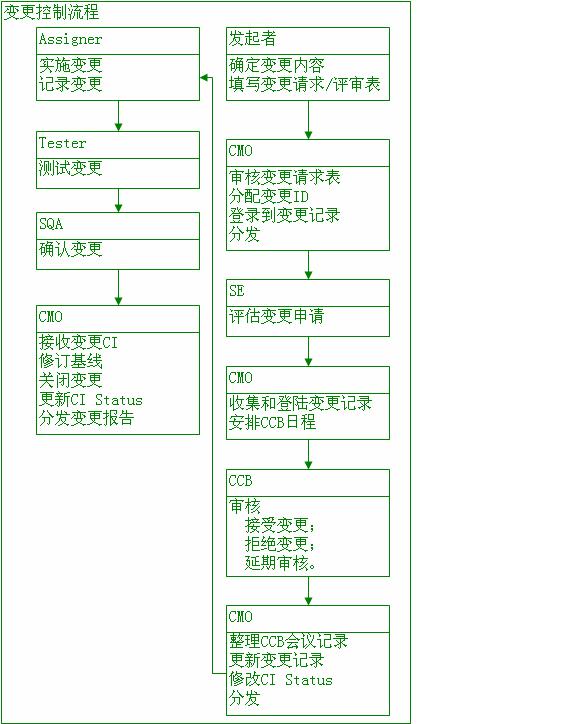 变更控制流程
Assigner
实施变更
记录变更
Tester
测试变更
SQA
确认变更
CMO
接收变更CI
修订基线
关闭变更
更新CI Status
分发变更报告
发起者
确定变更内容
填写变更请求/评审表
CMO
审核变更请求表
分配变更ID
登录到变更记录
分发
SE
评估变更申请
CMO
收集和登陆变更记录
安排CCB日程
CCB
审核
接受变更;
拒绝变更;
延期审核。
CMO
整理CCB会议记录
更新变更记录
修改CI Status
分发